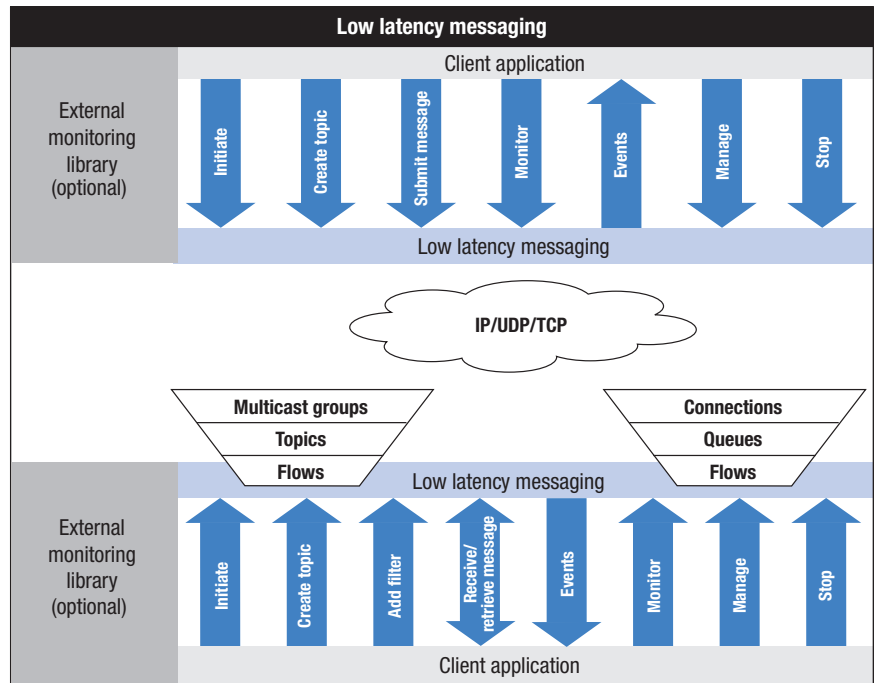 Low latency messaging
Client application
External
monitoring
library
(optional)
Initiate
Create topic
Submit message
Monitor
Events
Manage
Stop
Low latency messaging
IP/UDP/TCP
Multicast groups
Topics
Flows
Connections
Queues
Flows
Low latency messaging
External
monitoring
library
(optional)
Initiate
Create topic
Add filter
Receive/
retrieve message
Events
Monitor
Manage
Stop
Client application